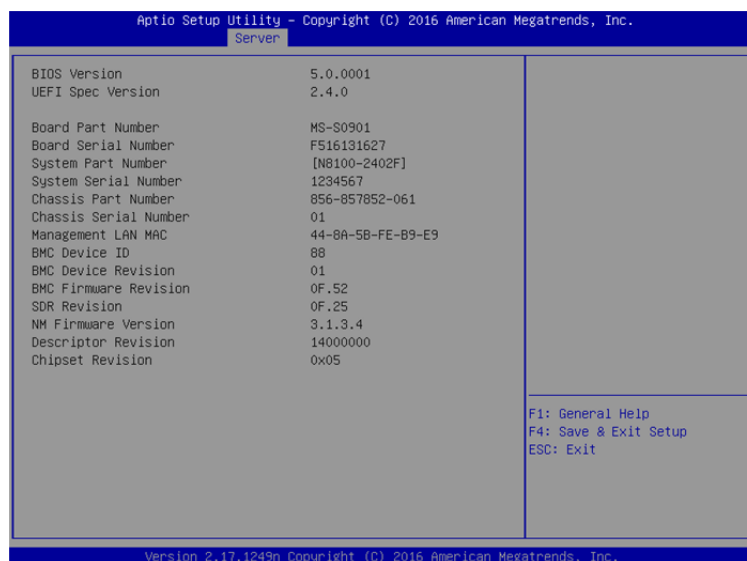 Aptio Setup Utility – Copyright (C) 2016 American Megatrends, Inc.
Server
BIOS Version 5.0.0001
UEFI Spec Version 2.4.0
Board Part Number MS-S0901
Board Serial Number F516131627
System Part Number [N8100-2402F]
System Serial Number 1234567
Chassis Part Number 856-857852-061
Chassis Serial Number 01
Management LAN MAC 44-8A-5B-FE-B9-E9
BMC Device ID 88
BMC Device Revision 01
BMC Firmware Revision 0F.52
SDR Revision 0F.25
NM Firmware Version 3.1.3.4
Descriptor Revision 14000000
Chipset Revision 0x05
F1: General Help
F4: Save & Exit Setup
ESC: Exit
Version 2.17.1249n Copyright (C) 2016 American Megatrends, Inc.